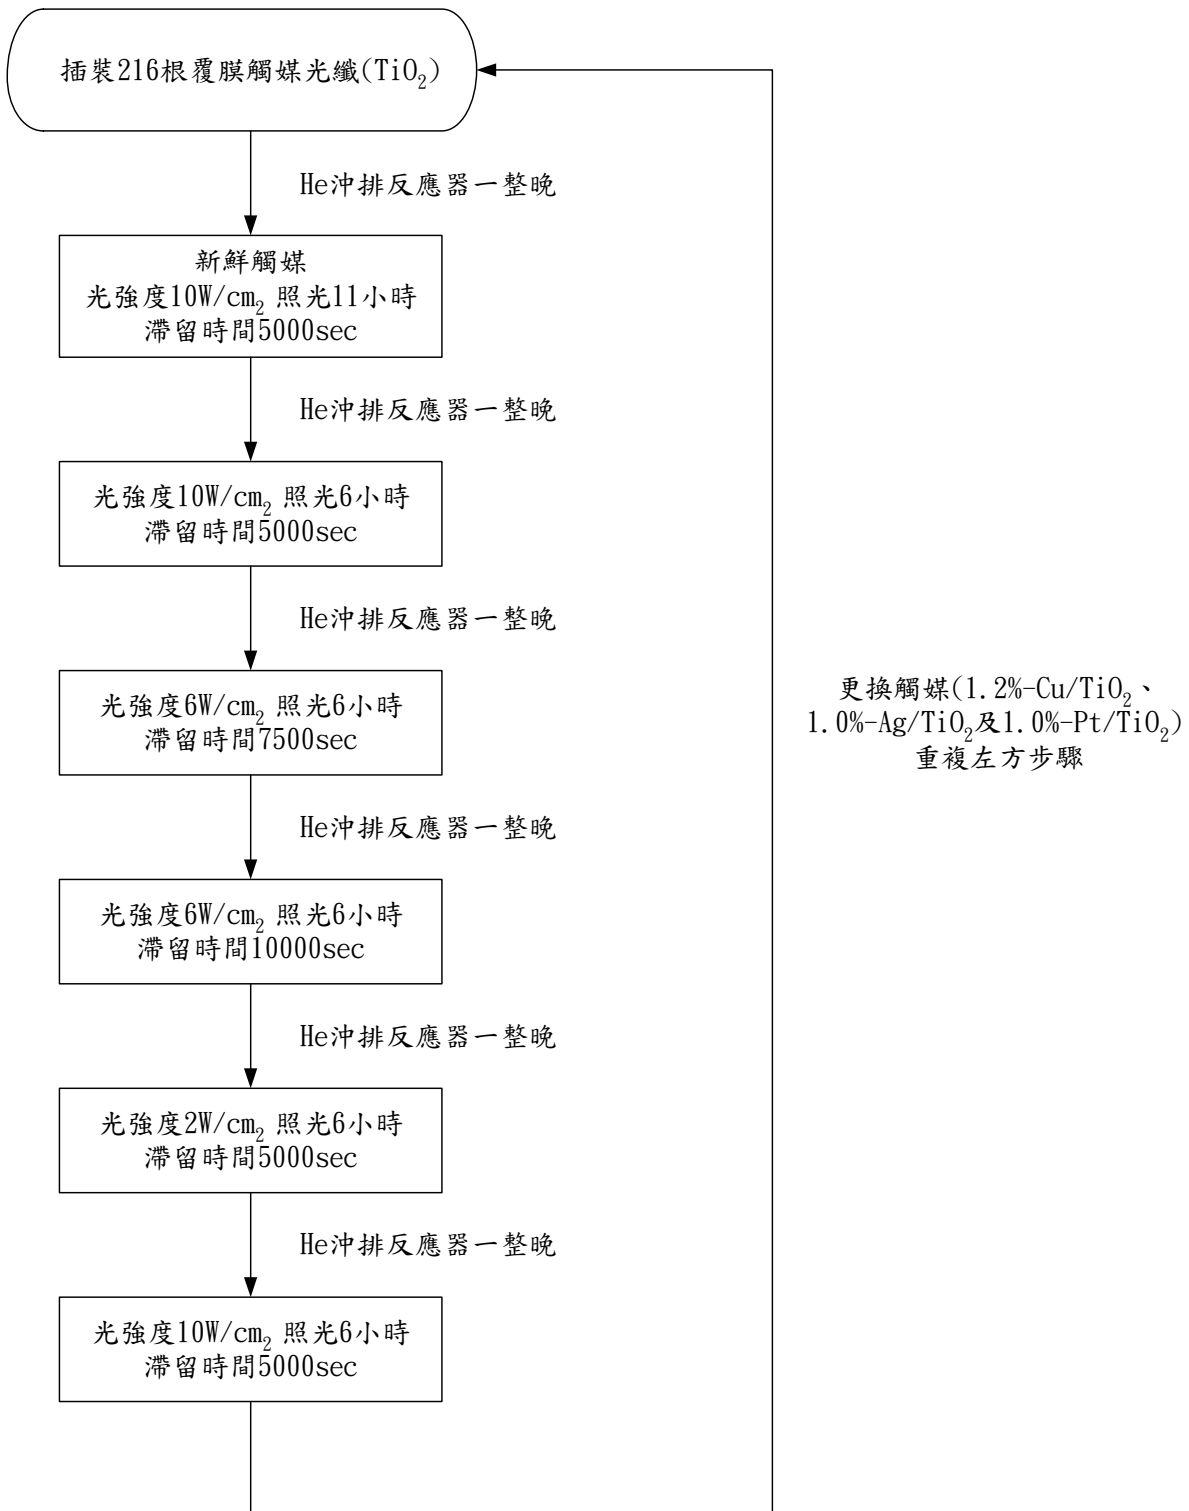 插裝216根覆膜觸媒光纖(TiO₂)
He沖排反應器一整晚
新鮮觸媒
光強度10W/cm₂ 照光11小時
滯留時間5000sec
He沖排反應器一整晚
光強度10W/cm₂ 照光6小時
滯留時間5000sec
He沖排反應器一整晚
光強度6W/cm₂ 照光6小時
滯留時間7500sec
He沖排反應器一整晚
光強度6W/cm₂ 照光6小時
滯留時間10000sec
He沖排反應器一整晚
光強度2W/cm₂ 照光6小時
滯留時間5000sec
He沖排反應器一整晚
光強度10W/cm₂ 照光6小時
滯留時間5000sec
更換觸媒(1.2%-Cu/TiO₂、
1.0%-Ag/TiO₂及1.0%-Pt/TiO₂)
重複左方步驟